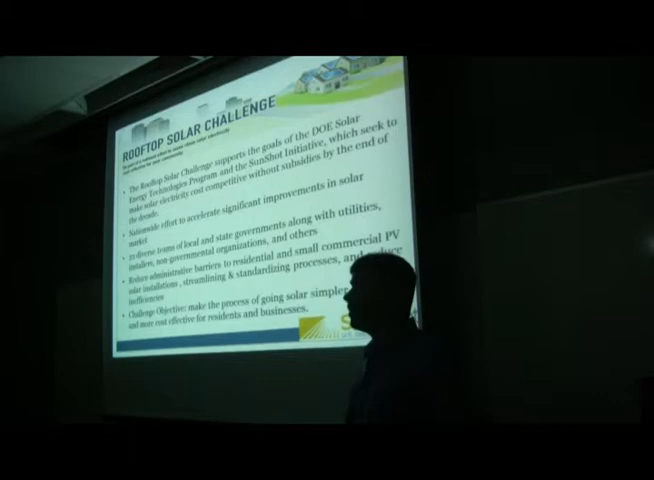 ROOFTOP SOLAR CHALLENGE
• The Rooftop Solar Challenge supports the goals of the DOE Solar
Energy Technologies Program and the SunShot Initiative, which seek to
make solar electricity cost competitive without subsidies by the end of
the decade.
• Nationwide effort to accelerate significant improvements in solar
market
• 22 diverse teams of local and state governments along with utilities,
installers, non-governmental organizations, and others
• Reduce administrative barriers to residential and small commercial PV
solar installations, streamlining & standardizing processes, and reduce
inefficiencies
• Challenge Objective: make the process of going solar simpler
and more cost effective for residents and businesses.